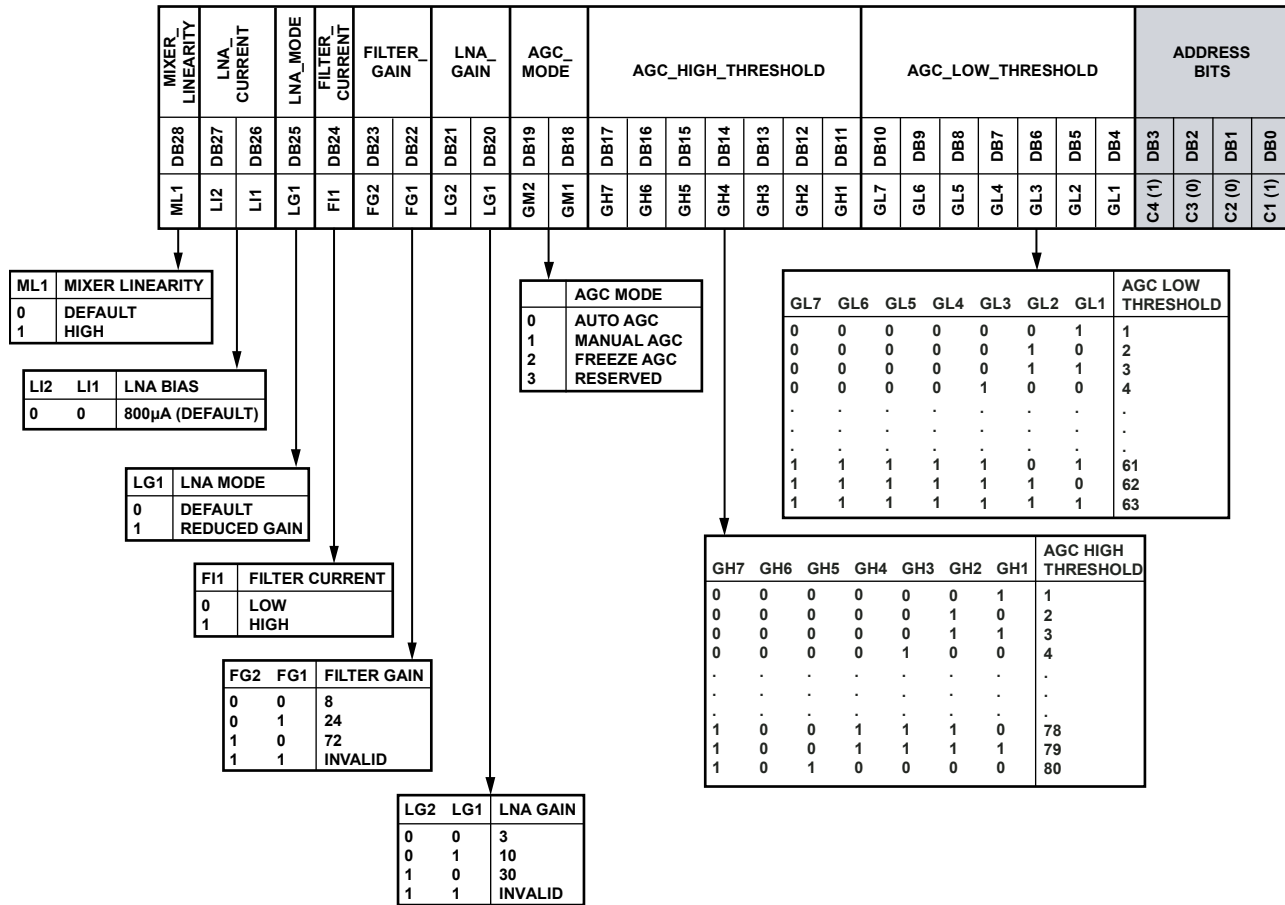 MIXER_
LINEARITY
LNA_
CURRENT
LNA_MODE
FILTER_
CURRENT
FILTER_
GAIN
LNA_
GAIN
AGC_
MODE
AGC_HIGH_THRESHOLD
AGC_LOW_THRESHOLD
ADDRESS
BITS
DB28 DB27 DB26 DB25 DB24 DB23 DB22 DB21 DB20 DB19 DB18 DB17 DB16 DB15 DB14 DB13 DB12 DB11 DB10 DB9 DB8 DB7 DB6 DB5 DB4 DB3 DB2 DB1 DB0
ML1 LI2 LI1 LG1 FI1 FG2 FG1 LG2 LG1 GM2 GM1 GH7 GH6 GH5 GH4 GH3 GH2 GH1 GL7 GL6 GL5 GL4 GL3 GL2 GL1 C4 (1) C3 (0) C2 (0) C1 (1)
ML1 MIXER LINEARITY
0 DEFAULT
1 HIGH
LI2 LI1 LNA BIAS
0 0 800µA (DEFAULT)
LG1 LNA MODE
0 DEFAULT
1 REDUCED GAIN
FI1 FILTER CURRENT
0 LOW
1 HIGH
FG2 FG1 FILTER GAIN
0 0 8
0 1 24
1 0 72
1 1 INVALID
LG2 LG1 LNA GAIN
0 0 3
0 1 10
1 0 30
1 1 INVALID
AGC MODE
0 AUTO AGC
1 MANUAL AGC
2 FREEZE AGC
3 RESERVED
GL7 GL6 GL5 GL4 GL3 GL2 GL1 AGC LOW
THRESHOLD
0 0 0 0 0 0 1 1
0 0 0 0 0 1 0 2
0 0 0 0 0 1 1 3
0 0 0 0 1 0 0 4
. . . . . . . .
. . . . . . . .
. . . . . . . .
1 1 1 1 1 0 1 61
1 1 1 1 1 1 0 62
1 1 1 1 1 1 1 63
GH7 GH6 GH5 GH4 GH3 GH2 GH1 AGC HIGH
THRESHOLD
0 0 0 0 0 0 1 1
0 0 0 0 0 1 0 2
0 0 0 0 0 1 1 3
0 0 0 0 1 0 0 4
. . . . . . . .
. . . . . . . .
. . . . . . . .
1 0 0 1 1 1 0 78
1 0 0 1 1 1 1 79
1 0 1 0 0 0 0 80